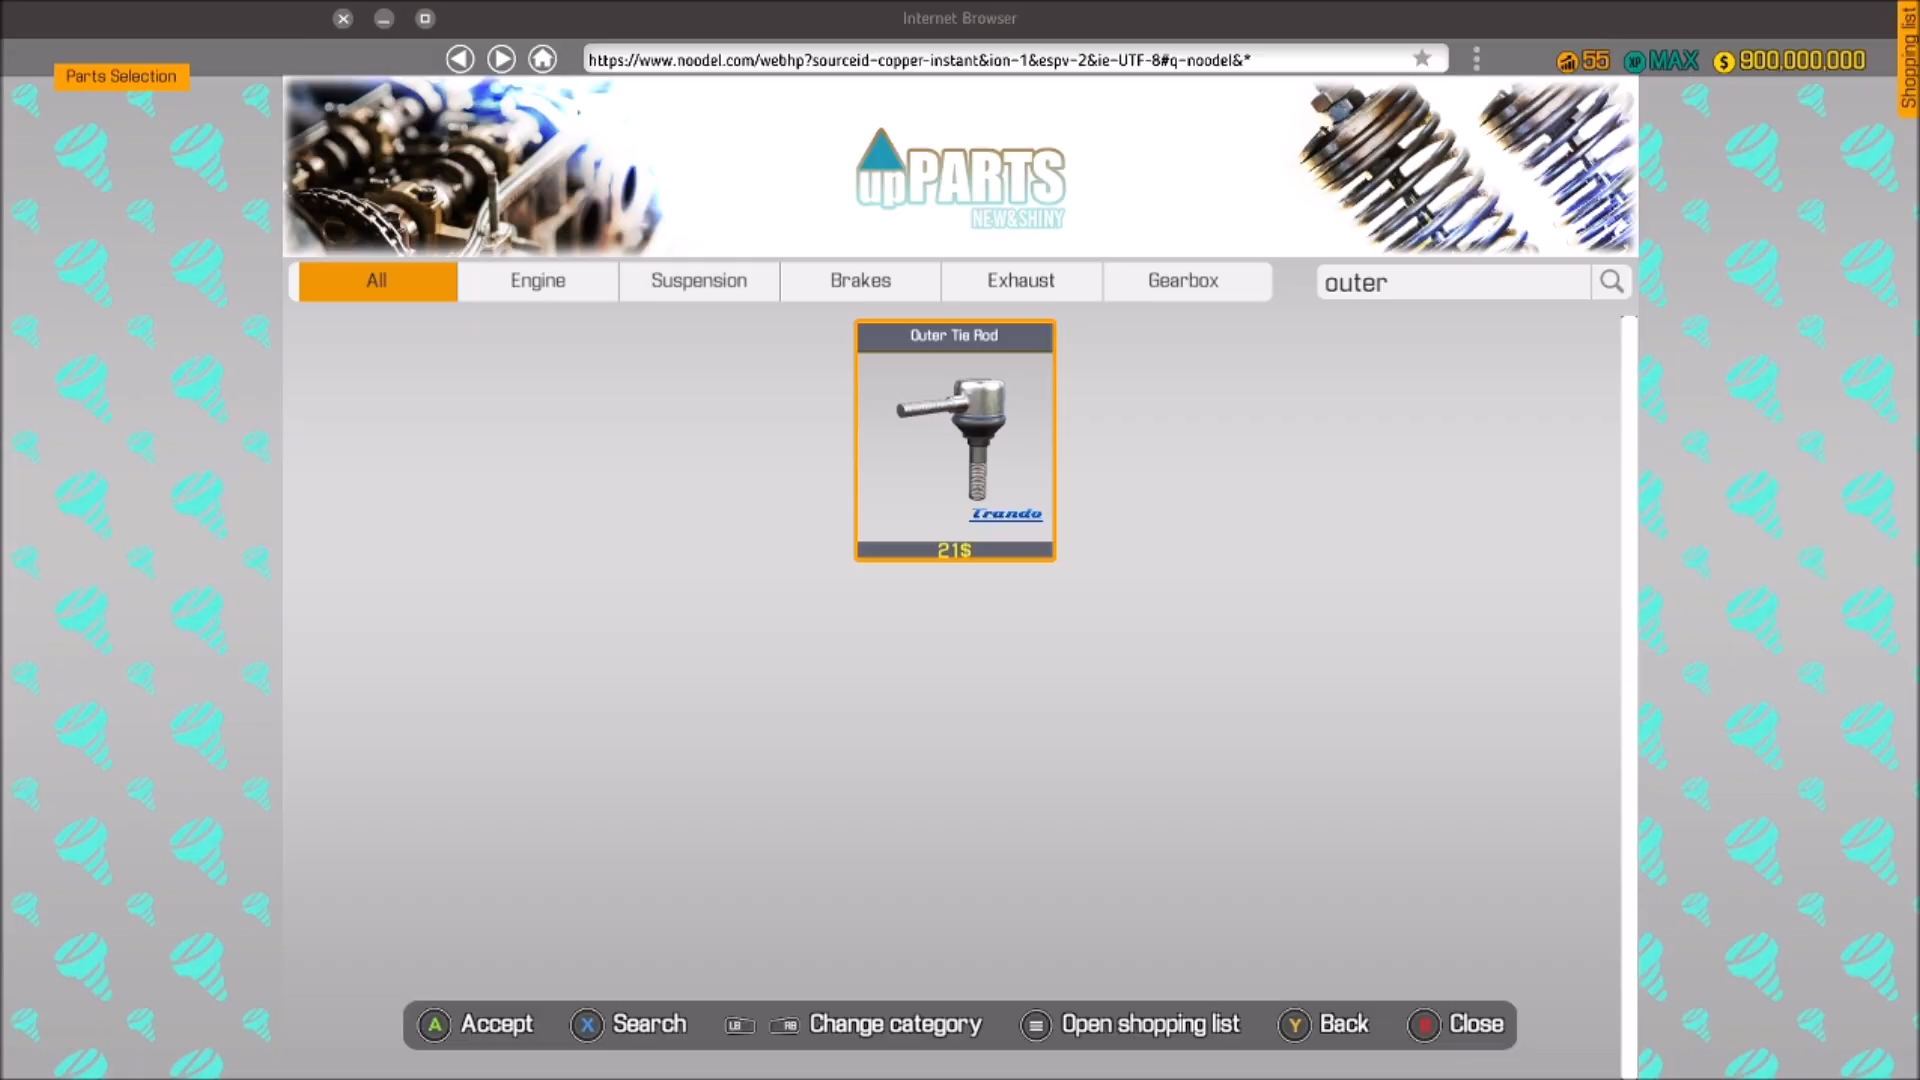 Internet Browser
Shopping list
https://www.noodel.com/webhp?sourceid-copper-instant&ion-1&espv-2&ie-UTF-8#q-noodel&*
55
XP MAX
$ 900,000,000
Parts Selection
upPARTS
NEW&SHINY
All
Engine
Suspension
Brakes
Exhaust
Gearbox
outer
Outer Tie Rod
Trando
21$
A Accept
X Search
LB RB Change category
Open shopping list
Y Back
B Close